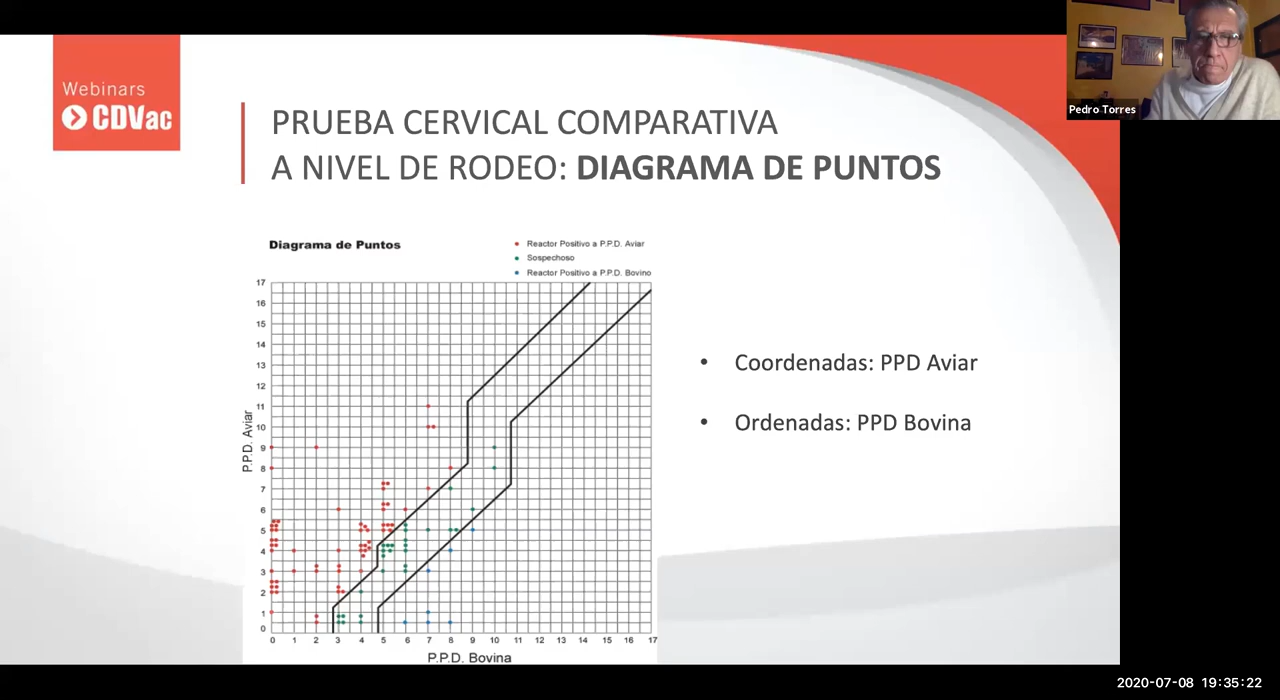 Webinars
CDVac
Pedro Torres
PRUEBA CERVICAL COMPARATIVA
A NIVEL DE RODEO: DIAGRAMA DE PUNTOS
Diagrama de Puntos
Reactor Positivo a P.P.D. Aviar
Sospechoso
Reactor Positivo a P.P.D. Bovino
17
16
15
14
13
12
11
10
9
8
7
6
5
4
3
2
1
0
P.P.D. Aviar
0 1 2 3 4 5 6 7 8 9 10 11 12 13 14 15 16 17
P.P.D. Bovina
• Coordenadas: PPD Aviar
• Ordenadas: PPD Bovina
2020-07-08 19:35:22